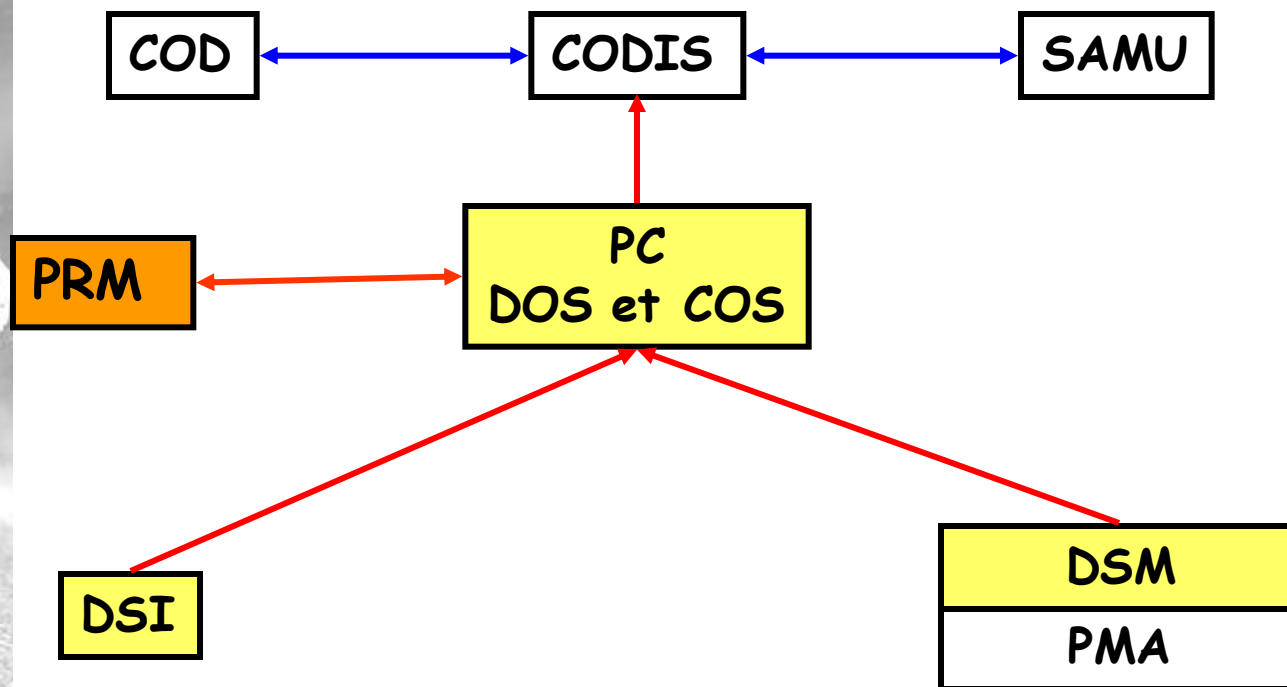 COD
CODIS
SAMU
PRM
PC
DOS et COS
DSI
DSM
PMA